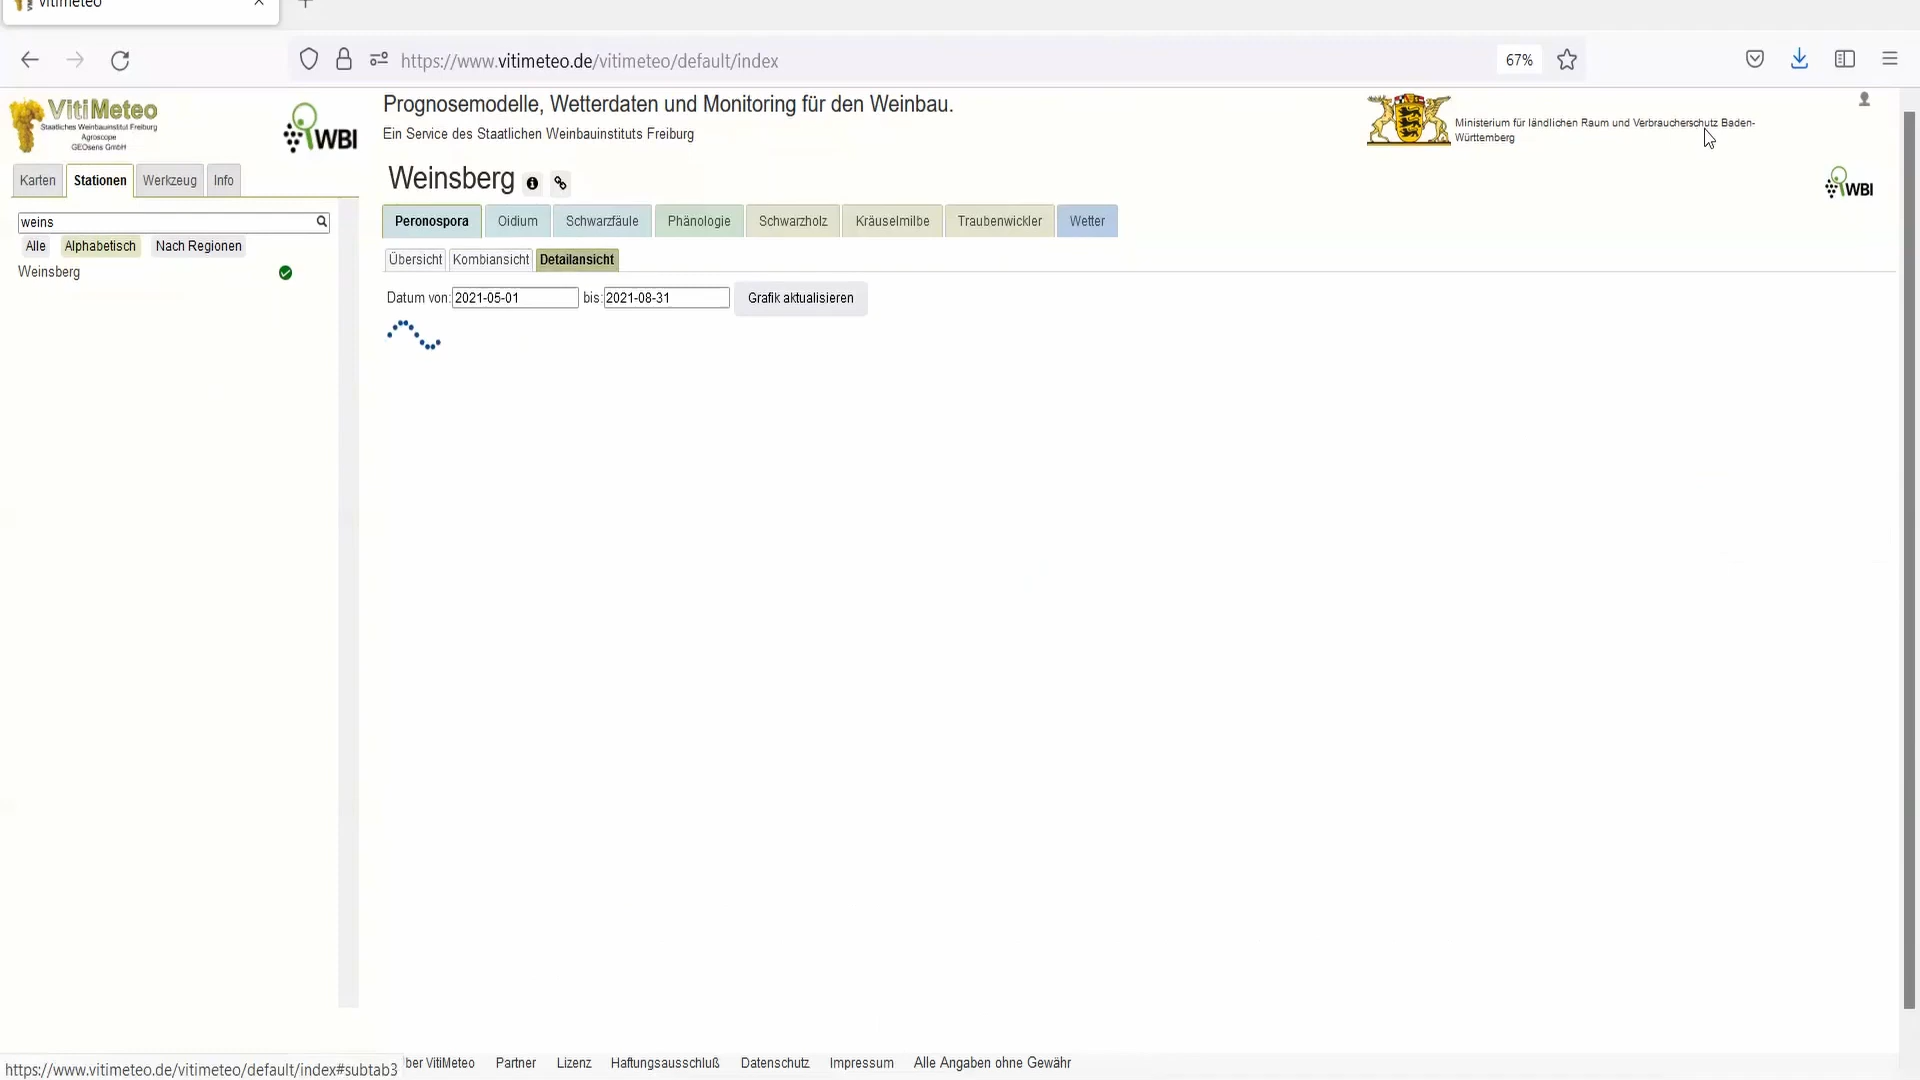 vitimeteo
https://www.vitimeteo.de/vitimeteo/default/index
67%
VitiMeteo
Staatliches Weinbauinstitut Freiburg
Agroscope
GEOsens GmbH
WBI
Prognosemodelle, Wetterdaten und Monitoring für den Weinbau.
Ein Service des Staatlichen Weinbauinstituts Freiburg
Ministerium für ländlichen Raum und Verbraucherschutz Baden-
Württemberg
WBI
Karten Stationen Werkzeug Info
weins
Alle Alphabetisch Nach Regionen
Weinsberg
Weinsberg
Peronospora Oidium Schwarzfäule Phänologie Schwarzholz Kräuselmilbe Traubenwickler Wetter
Übersicht Kombiansicht Detailansicht
Datum von: 2021-05-01 bis: 2021-08-31 Grafik aktualisieren
https://www.vitimeteo.de/vitimeteo/default/index#subtab3
ber VitiMeteo Partner Lizenz Haftungsausschluß Datenschutz Impressum Alle Angaben ohne Gewähr